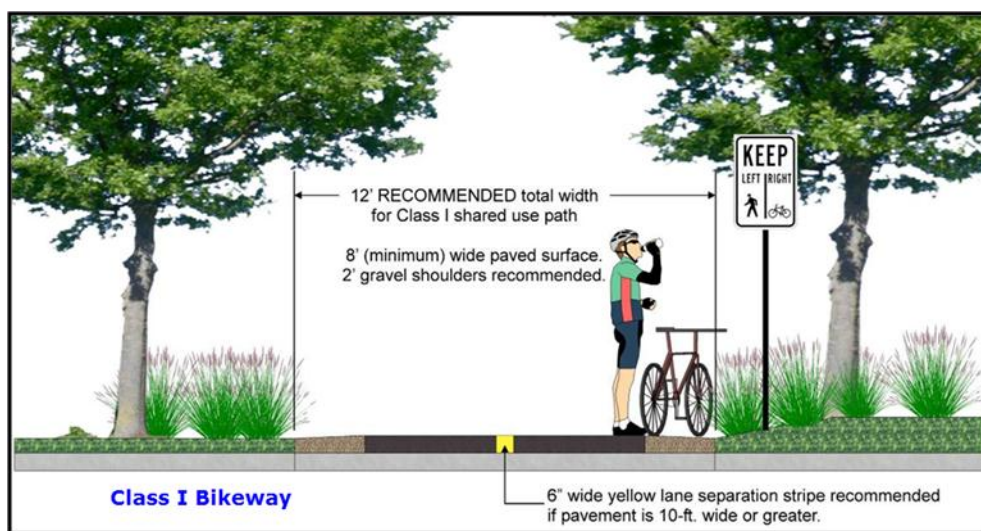 KEEP
LEFT RIGHT
12' RECOMMENDED total width
for Class I shared use path
8' (minimum) wide paved surface.
2' gravel shoulders recommended.
Class I Bikeway
6" wide yellow lane separation stripe recommended
if pavement is 10-ft. wide or greater.